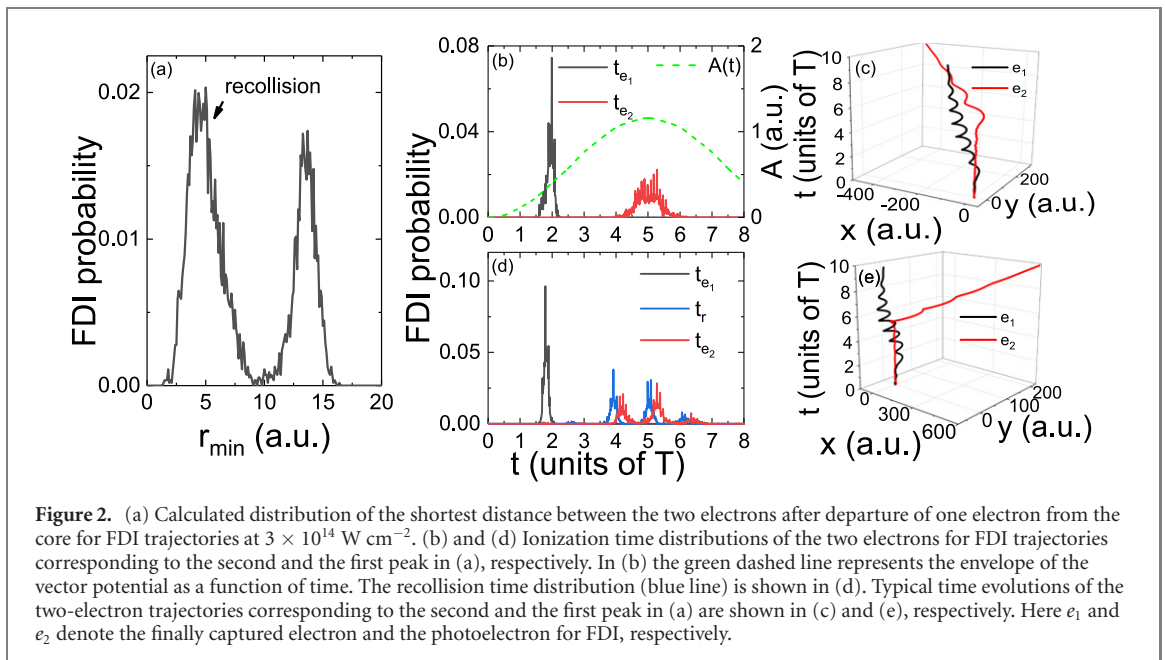 (a)
recollision
FDI probability
0.02
0.01
0.00
0 5 10 15 20
r_min (a.u.)
(b)
t_e1
t_e2
A(t)
FDI probability
0.08
0.04
0.00
2
1
0
A (a.u.)
0 1 2 3 4 5 6 7 8
(c)
e1
e2
t (units of T)
10
8
6
4
2
0
-400 -200 0
x (a.u.)
0 200
y (a.u.)
(d)
t_e1
t_r
t_e2
FDI probability
0.10
0.05
0.00
0 1 2 3 4 5 6 7 8
t (units of T)
(e)
e1
e2
t (units of T)
10
8
6
4
2
0
0 300 600
x (a.u.)
0 100 200
y (a.u.)
Figure 2. (a) Calculated distribution of the shortest distance between the two electrons after departure of one electron from the
core for FDI trajectories at 3 × 10¹⁴ W cm⁻². (b) and (d) Ionization time distributions of the two electrons for FDI trajectories
corresponding to the second and the first peak in (a), respectively. In (b) the green dashed line represents the envelope of the
vector potential as a function of time. The recollision time distribution (blue line) is shown in (d). Typical time evolutions of the
two-electron trajectories corresponding to the second and the first peak in (a) are shown in (c) and (e), respectively. Here e₁ and
e₂ denote the finally captured electron and the photoelectron for FDI, respectively.